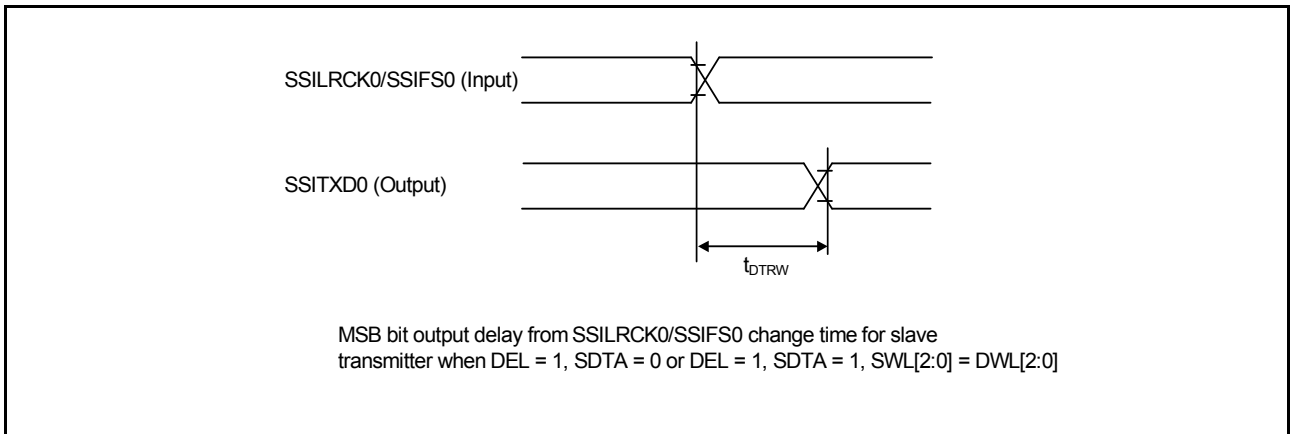 SSILRCK0/SSIFS0 (Input)
SSITXD0 (Output)
tDTRW
MSB bit output delay from SSILRCK0/SSIFS0 change time for slave
transmitter when DEL = 1, SDTA = 0 or DEL = 1, SDTA = 1, SWL[2:0] = DWL[2:0]